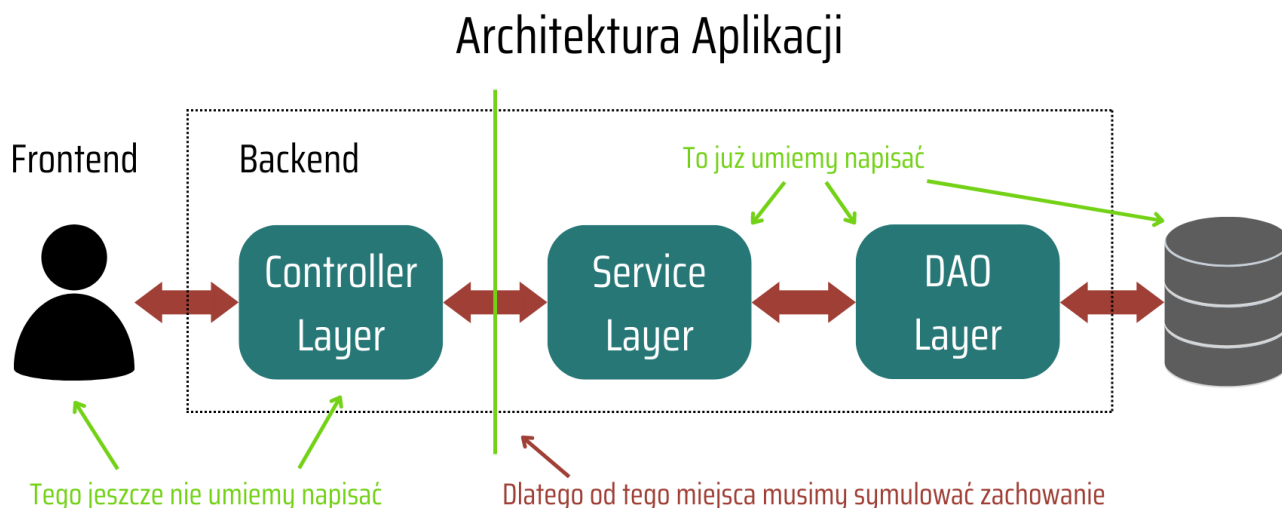 Architektura Aplikacji
Frontend
Backend
To już umiemy napisać
Controller
Layer
Service
Layer
DAO
Layer
Tego jeszcze nie umiemy napisać
Dlatego od tego miejsca musimy symulować zachowanie